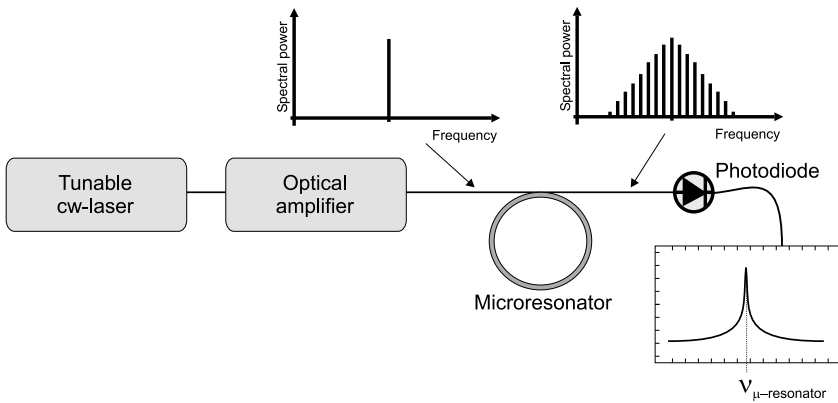 Spectral power
Frequency
Spectral power
Frequency
Tunable
cw-laser
Optical
amplifier
Photodiode
Microresonator
νμ–resonator